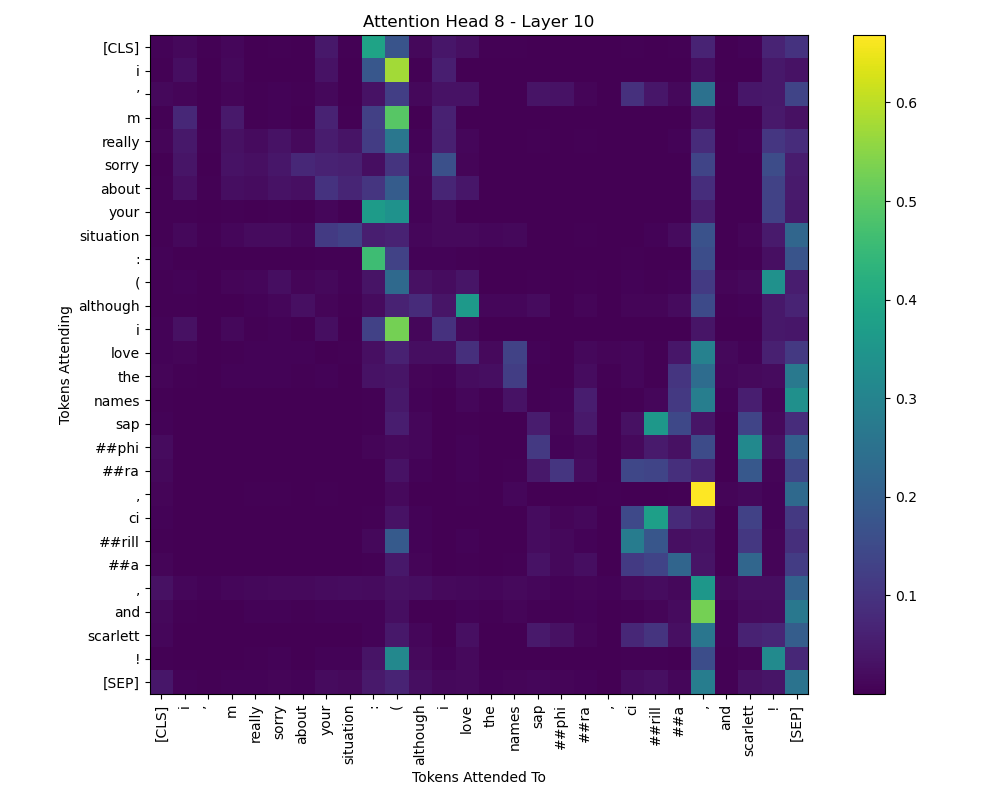 Attention Head 8 - Layer 10
[CLS]
i
'
m
really
sorry
about
your
situation
:
(
although
i
love
the
names
sap
##phi
##ra
,
ci
##rill
##a
,
and
scarlett
!
[SEP]
Tokens Attending
[CLS]
i
'
m
really
sorry
about
your
situation
:
(
although
i
love
the
names
sap
##phi
##ra
,
ci
##rill
##a
,
and
scarlett
!
[SEP]
Tokens Attended To
0.6
0.5
0.4
0.3
0.2
0.1